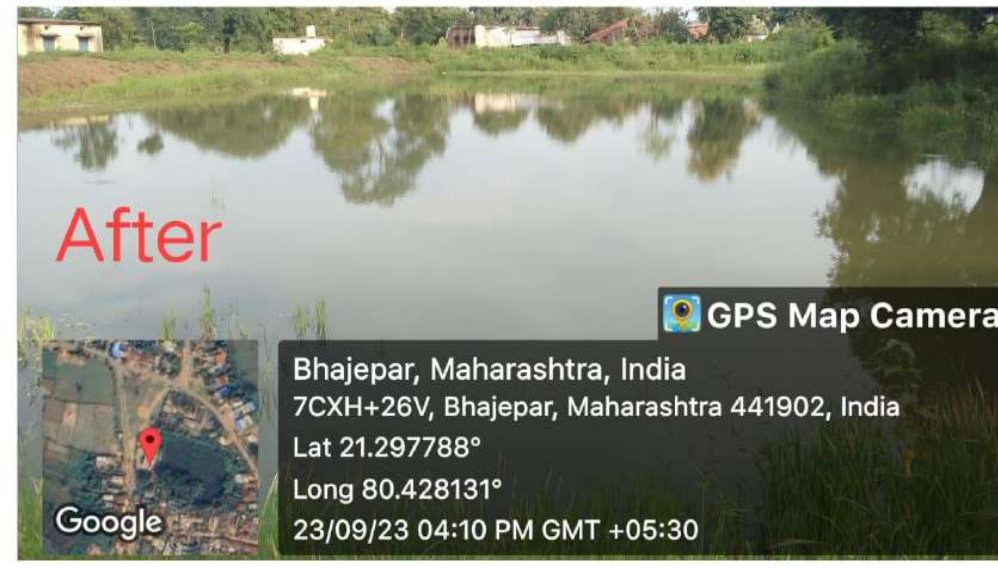 After
GPS Map Camera
Bhajepar, Maharashtra, India
7CXH+26V, Bhajepar, Maharashtra 441902, India
Lat 21.297788°
Long 80.428131°
23/09/23 04:10 PM GMT +05:30
Google